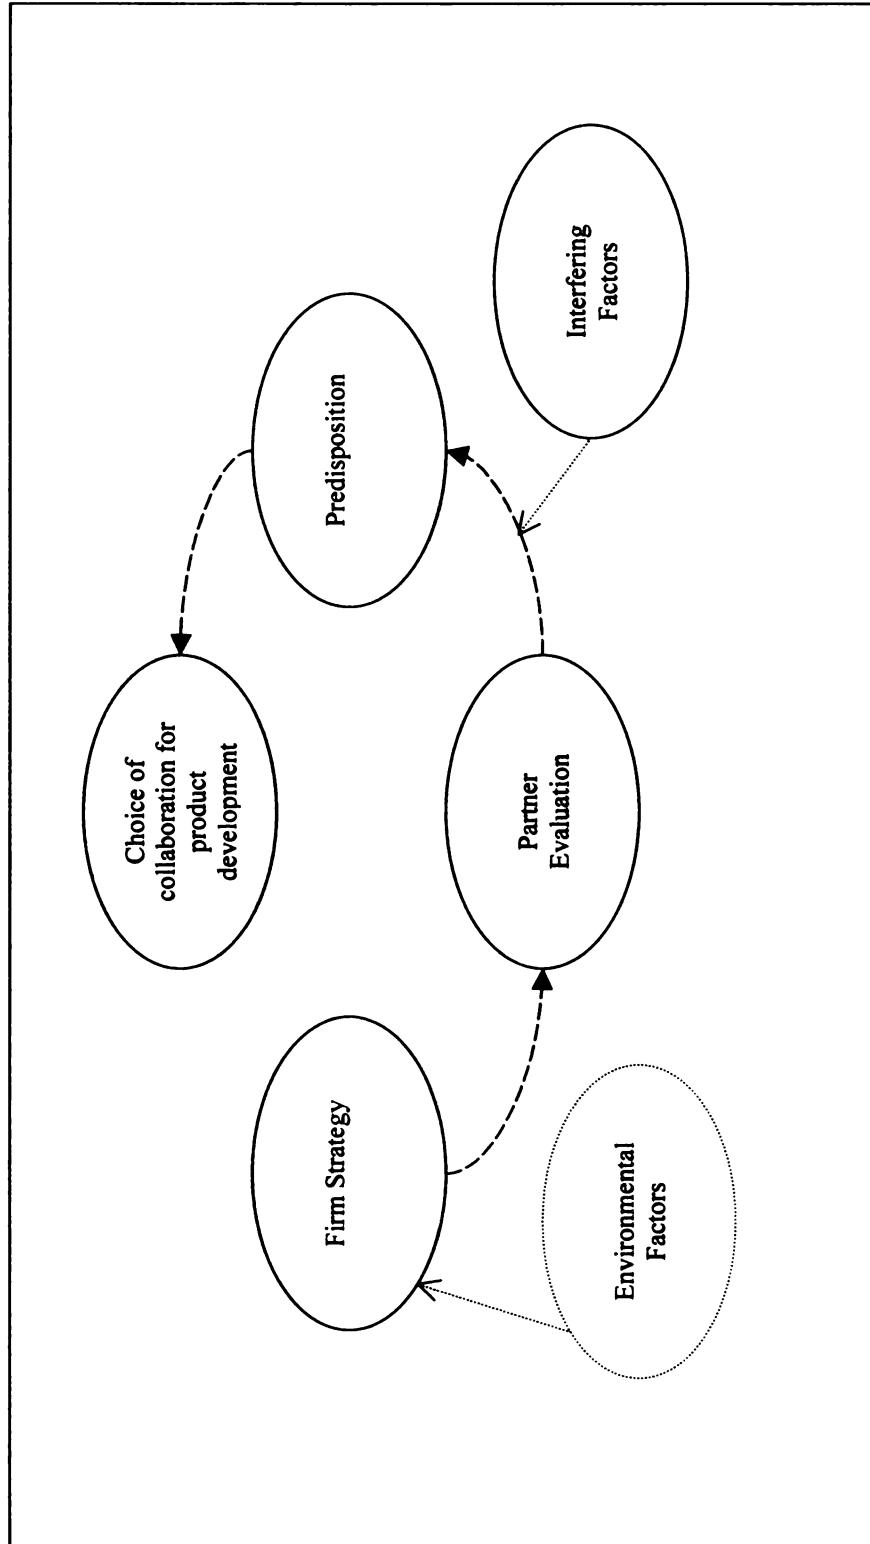 Choice of
collaboration for
product
development
Firm Strategy
Predisposition
Partner
Evaluation
Environmental
Factors
Interfering
Factors